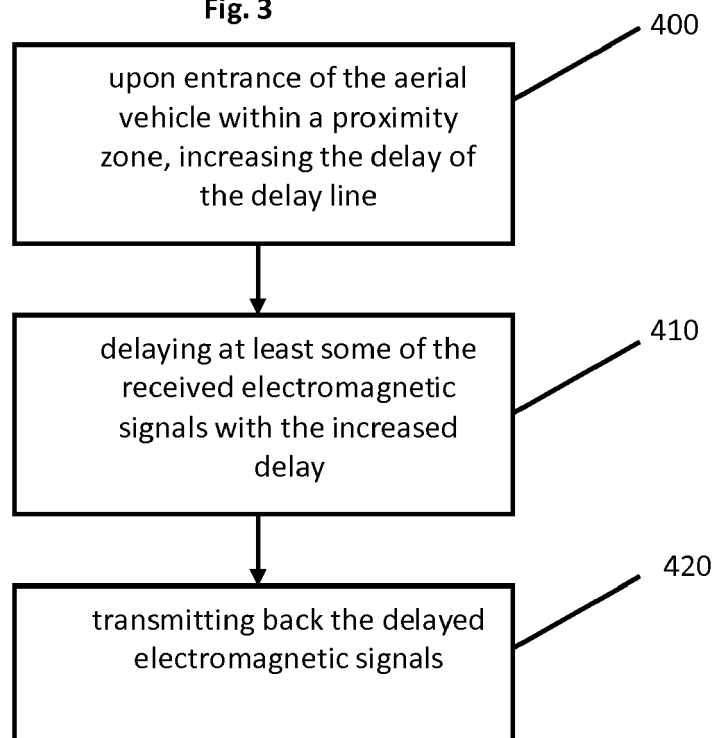 Fig. 3
400
upon entrance of the aerial
vehicle within a proximity
zone, increasing the delay of
the delay line
410
delaying at least some of the
received electromagnetic
signals with the increased
delay
420
transmitting back the delayed
electromagnetic signals